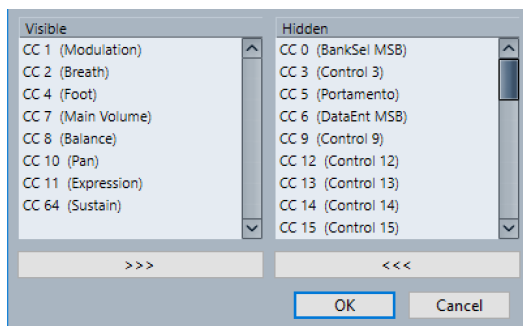 Visible
CC 1 (Modulation)
CC 2 (Breath)
CC 4 (Foot)
CC 7 (Main Volume)
CC 8 (Balance)
CC 10 (Pan)
CC 11 (Expression)
CC 64 (Sustain)
>>>
Hidden
CC 0 (BankSel MSB)
CC 3 (Control 3)
CC 5 (Portamento)
CC 6 (DataEnt MSB)
CC 9 (Control 9)
CC 12 (Control 12)
CC 13 (Control 13)
CC 14 (Control 14)
CC 15 (Control 15)
<<<
OK
Cancel